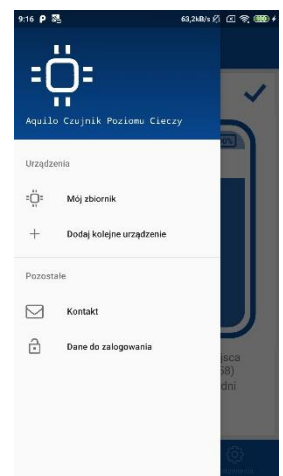 9:16 63,2kB/s
Aquilo Czujnik Poziomu Cieczy
Urządzenia
Mój zbiornik
Dodaj kolejne urządzenie
Pozostałe
Kontakt
Dane do zalogowania